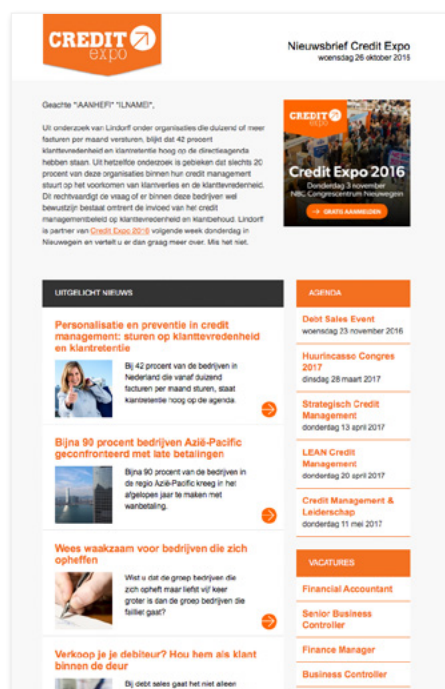 CREDIT
expo
Nieuwsbrief Credit Expo
woensdag 26 oktober 2016
Geachte *|AANHEF|* *|LNAME|*,
Uit onderzoek van Lindorff onder organisaties die duizend of meer
facturen per maand versturen, blijkt dat 42 procent
klanttevredenheid en klantretentie hoog op de directieagenda
hebben staan. Uit hetzelfde onderzoek is gebleken dat slechts 20
procent van deze organisaties binnen hun credit management
stuurt op het voorkomen van klantverlies en de klanttevredenheid.
Dit rechtvaardigt de vraag of er binnen deze bedrijven wel
bewustzijn bestaat omtrent de invloed van het credit
managementbeleid op klanttevredenheid en klantbehoud. Lindorff
is partner van Credit Expo 2016 volgende week donderdag in
Nieuwegein en vertelt u er dan graag meer over. Mis het niet.
CREDIT
expo
Credit Expo 2016
Donderdag 3 november
NBC Congrescentrum Nieuwegein
GRATIS AANMELDEN
UITGELICHT NIEUWS
Personalisatie en preventie in credit
management: sturen op klanttevredenheid
en klantretentie
Bij 42 procent van de bedrijven in
Nederland die vanaf duizend
facturen per maand sturen, staat
klantretentie hoog op de agenda.
Bijna 90 procent bedrijven Azië-Pacific
geconfronteerd met late betalingen
Bijna 90 procent van de bedrijven in
de regio Azië-Pacific kreeg in het
afgelopen jaar te maken met
wanbetaling.
Wees waakzaam voor bedrijven die zich
opheffen
Wist u dat de groep bedrijven die
zich opheft maar liefst vijf keer
groter is dan de groep bedrijven die
failliet gaat?
Verkoop je je debiteur? Hou hem als klant
binnen de deur
Bij debt sales gaat het niet alleen
AGENDA
Debt Sales Event
woensdag 23 november 2016
Huurincasso Congres
2017
dinsdag 28 maart 2017
Strategisch Credit
Management
donderdag 13 april 2017
LEAN Credit
Management
donderdag 20 april 2017
Credit Management &
Leiderschap
donderdag 11 mei 2017
VACATURES
Financial Accountant
Senior Business
Controller
Finance Manager
Business Controller